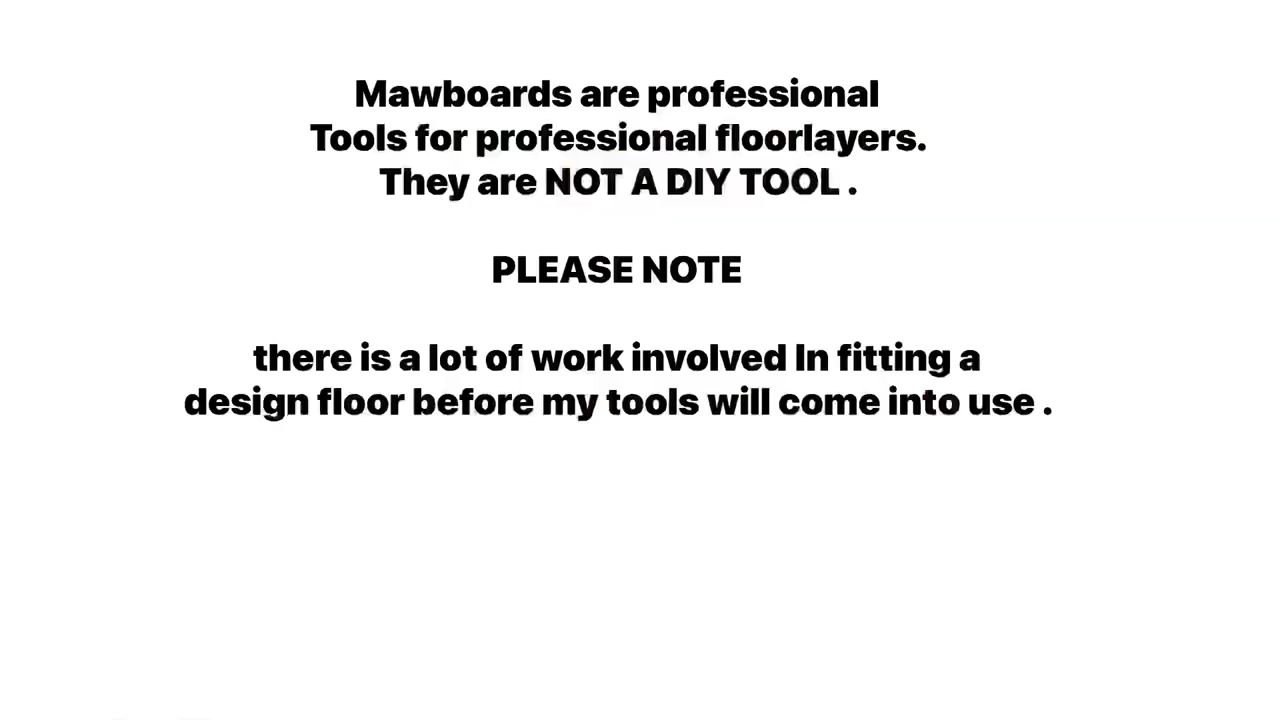 Mawboards are professional
Tools for professional floorlayers.
They are NOT A DIY TOOL .
PLEASE NOTE
there is a lot of work involved In fitting a
design floor before my tools will come into use .